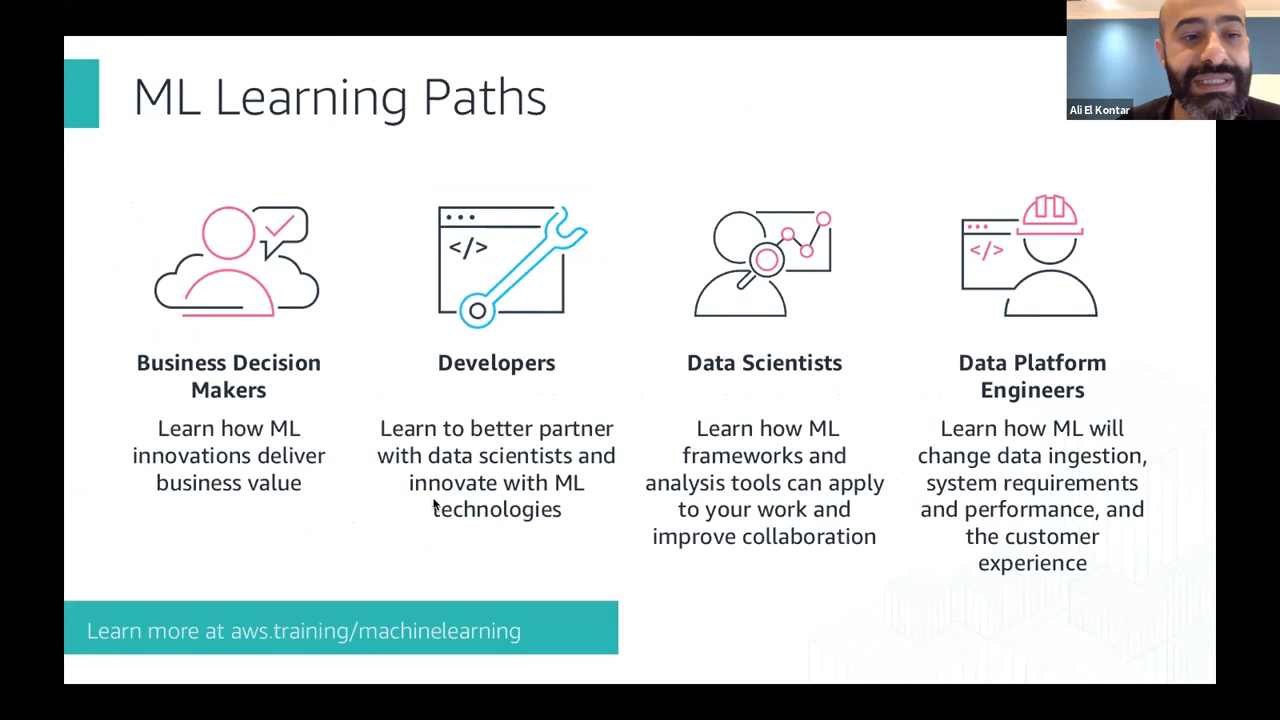 ML Learning Paths
Ali El Kontar
</>
</>
Business Decision
Makers
Learn how ML
innovations deliver
business value
Developers
Learn to better partner
with data scientists and
innovate with ML
technologies
Data Scientists
Learn how ML
frameworks and
analysis tools can apply
to your work and
improve collaboration
Data Platform
Engineers
Learn how ML will
change data ingestion,
system requirements
and performance, and
the customer
experience
Learn more at aws.training/machinelearning